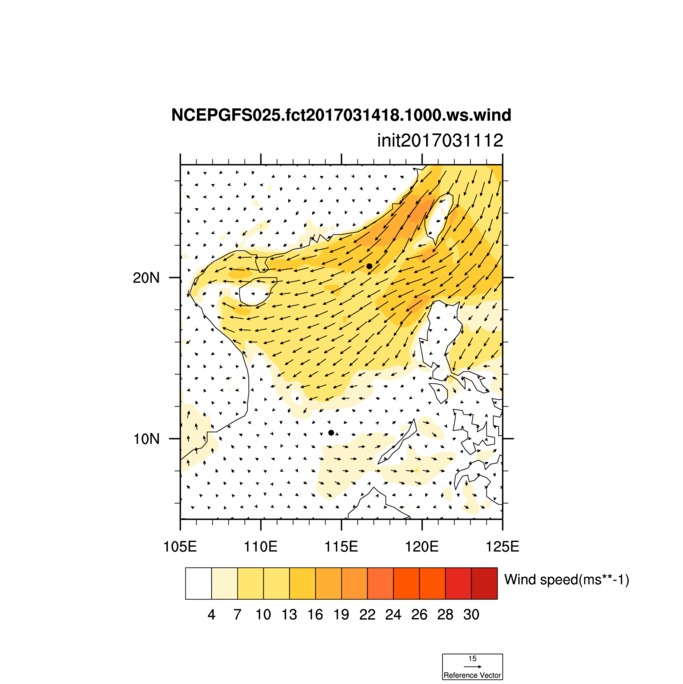 NCEPGFS025.fct2017031418.1000.ws.wind
init2017031112
20N
10N
105E 110E 115E 120E 125E
Wind speed(ms**-1)
4 7 10 13 16 19 22 24 26 28 30
15
Reference Vector